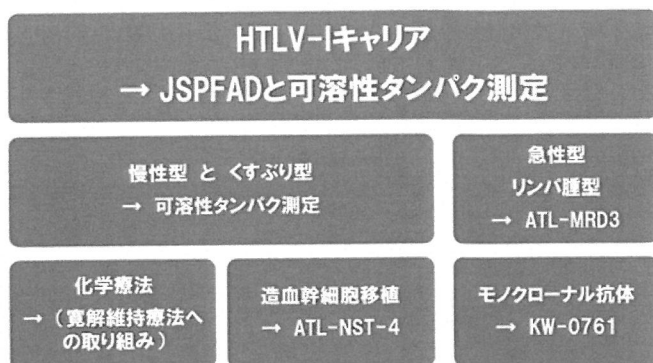 HTLV-Iキャリア
→ JSPFADと可溶性タンパク測定
慢性型 と くすぶり型
→ 可溶性タンパク測定
急性型
リンパ腫型
→ ATL-MRD3
化学療法
→ (寛解維持療法へ
の取り組み)
造血幹細胞移植
→ ATL-NST-4
モノクローナル抗体
→ KW-0761